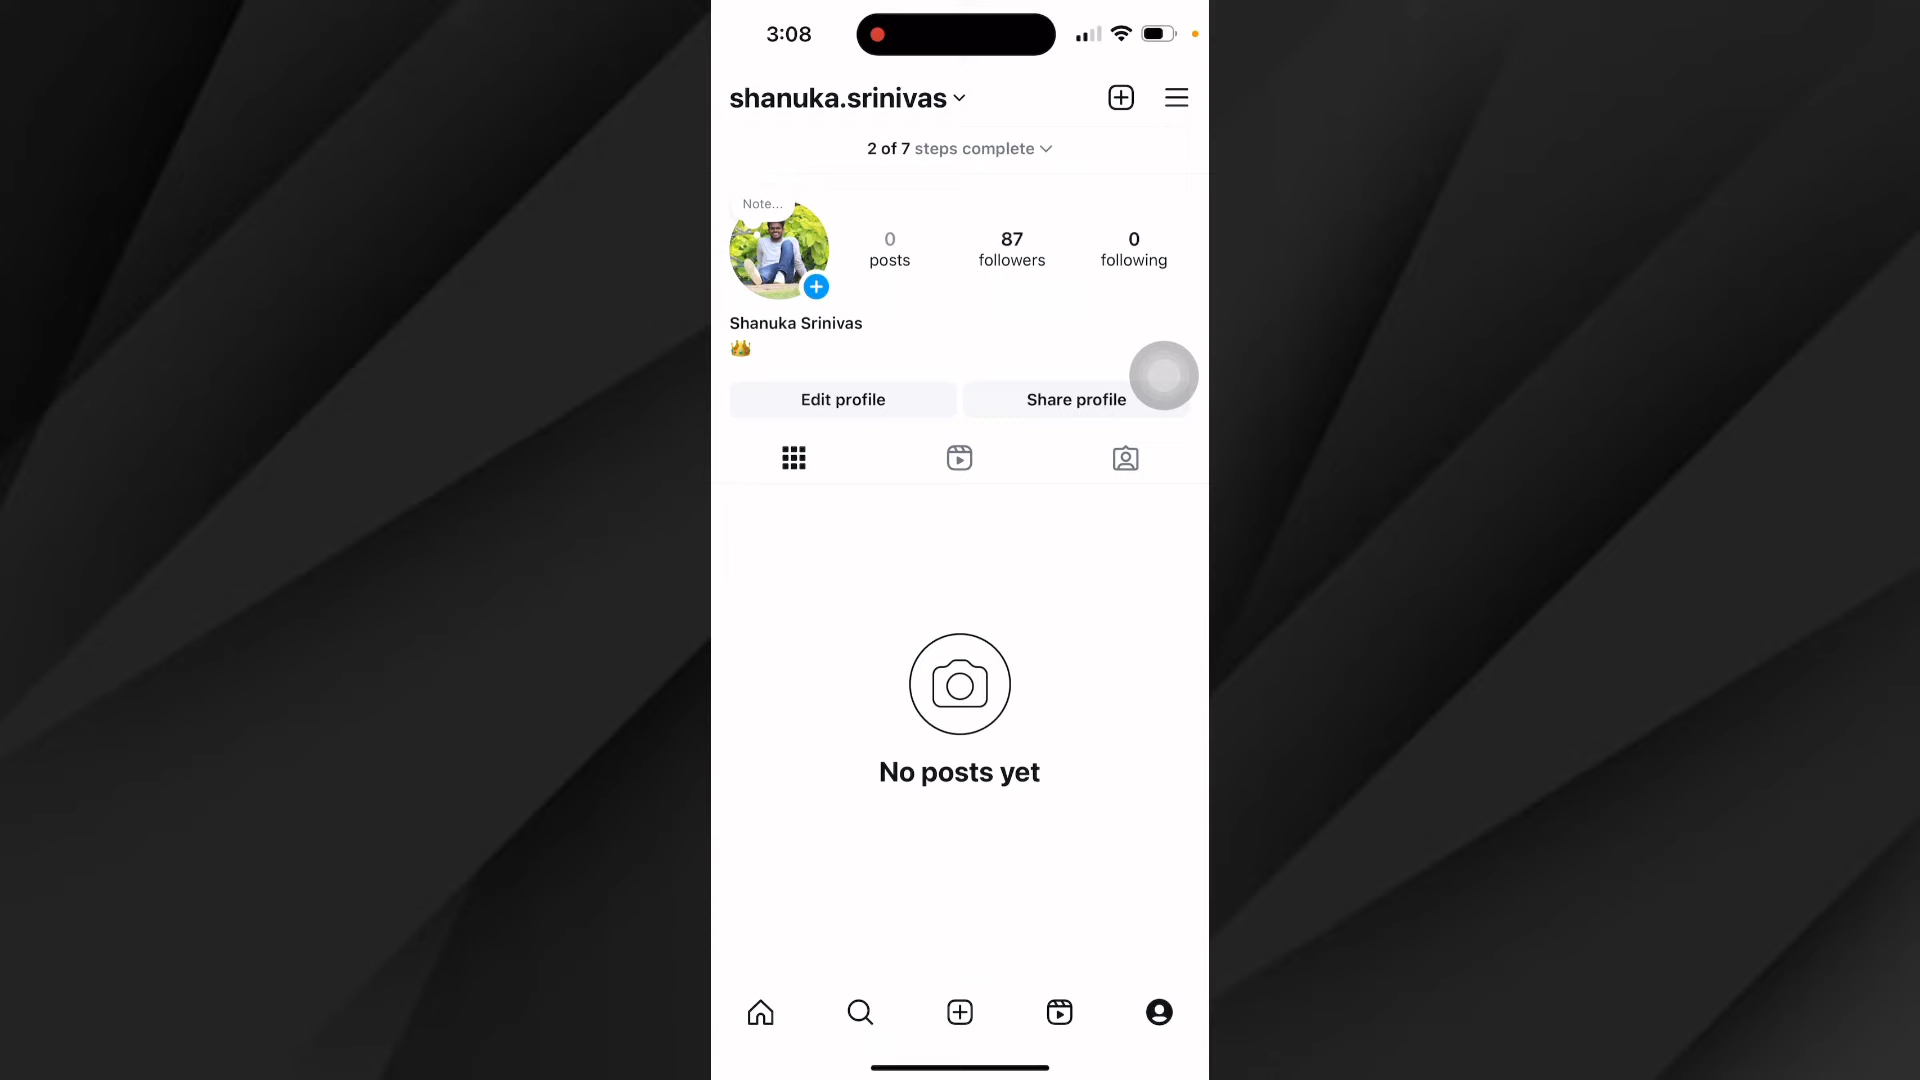 3:08
shanuka.srinivas
2 of 7 steps complete
Note...
0 posts
87 followers
0 following
Shanuka Srinivas
Edit profile
Share profile
No posts yet